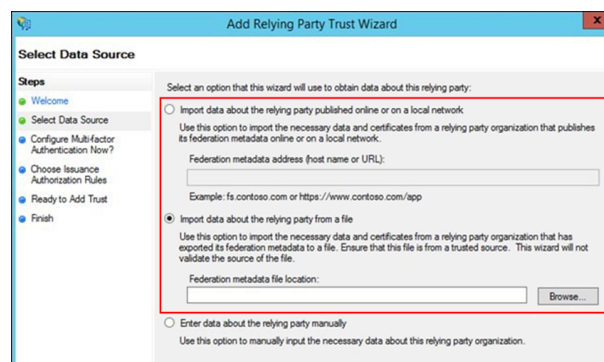 Add Relying Party Trust Wizard
x
Select Data Source
Steps
Welcome
Select Data Source
Configure Multi-factor
Authentication Now?
Choose Issuance
Authorization Rules
Ready to Add Trust
Finish
Select an option that this wizard will use to obtain data about this relying party:
Import data about the relying party published online or on a local network
Use this option to import the necessary data and certificates from a relying party organization that publishes
its federation metadata online or on a local network.
Federation metadata address (host name or URL):
Example: fs.contoso.com or https://www.contoso.com/app
Import data about the relying party from a file
Use this option to import the necessary data and certificates from a relying party organization that has
exported its federation metadata to a file. Ensure that this file is from a trusted source. This wizard will not
validate the source of the file.
Federation metadata file location:
Browse...
Enter data about the relying party manually
Use this option to manually input the necessary data about this relying party organization.